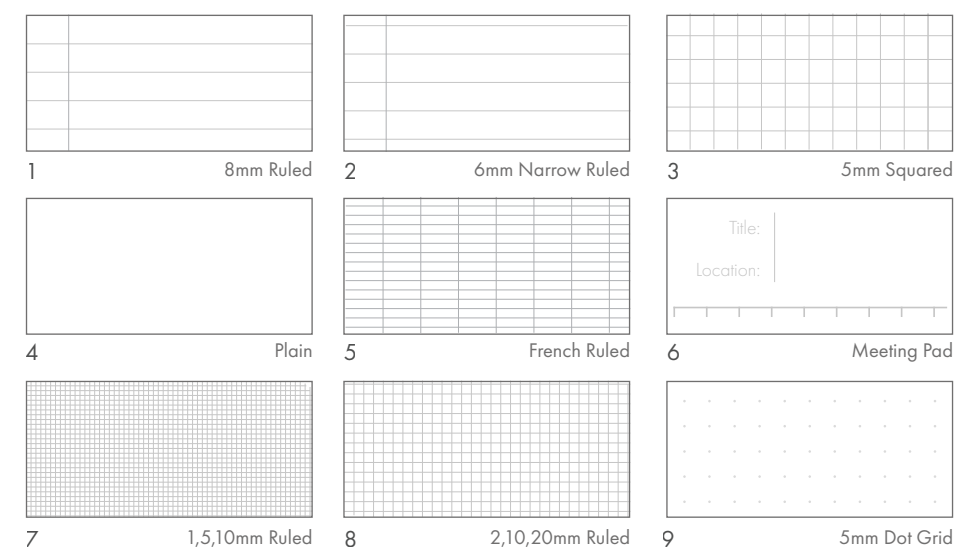 1 8mm Ruled
2 6mm Narrow Ruled
3 5mm Squared
4 Plain
5 French Ruled
Title:
Location:
6 Meeting Pad
7 1,5,10mm Ruled
8 2,10,20mm Ruled
9 5mm Dot Grid